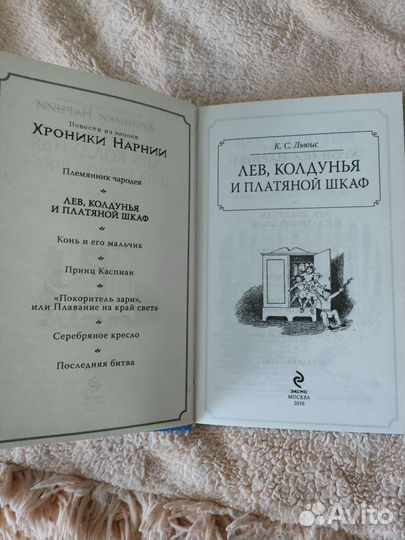 Повести из эпопеи
Хроники Нарнии
Племянник чародея
ЛЕВ, КОЛДУНЬЯ
И ПЛАТЯНОЙ ШКАФ
Конь и его мальчик
Принц Каспиан
«Покоритель зари»,
или Плавание на край света
Серебряное кресло
Последняя битва
К. С. Льюис
ЛЕВ, КОЛДУНЬЯ
И ПЛАТЯНОЙ ШКАФ
ЭКСМО
МОСКВА
2010
Avito